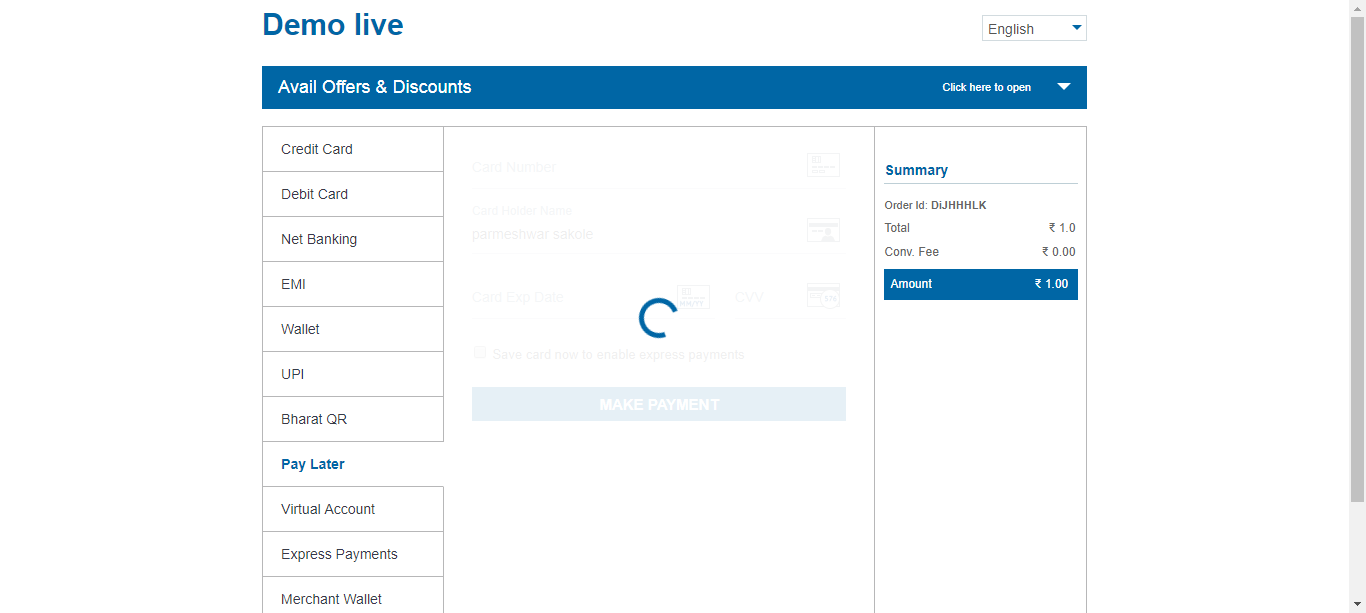 Demo live
English
Avail Offers & Discounts
Click here to open
Credit Card
Debit Card
Net Banking
EMI
Wallet
UPI
Bharat QR
Pay Later
Virtual Account
Express Payments
Merchant Wallet
Card Number
Card Holder Name
parmeshwar sakole
Card Exp Date
CVV
Save card now to enable express payments
MAKE PAYMENT
Summary
Order Id: DiJHHHLK
Total ₹ 1.0
Conv. Fee ₹ 0.00
Amount ₹ 1.00